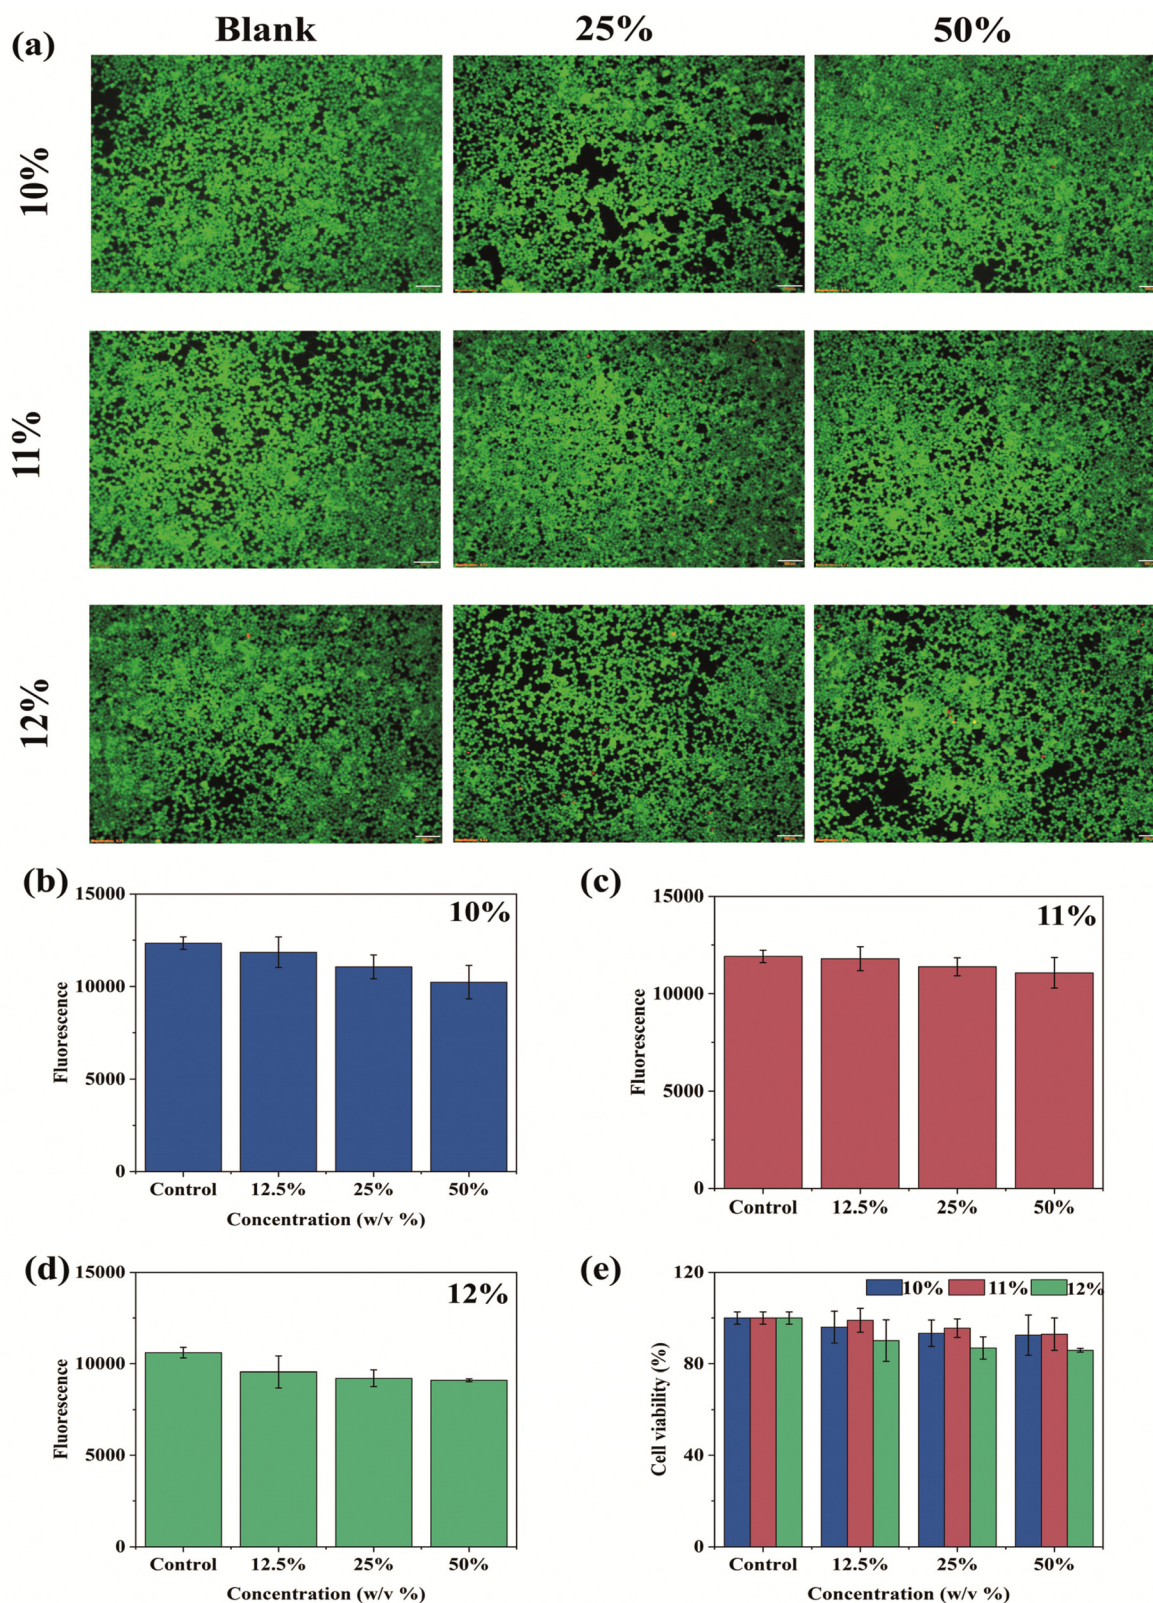 (a)
Blank
25%
50%
10%
11%
12%
(b)
15000
10000
5000
0
Fluorescence
10%
Control
12.5%
25%
50%
Concentration (w/v %)
(c)
15000
10000
5000
0
Fluorescence
11%
Control
12.5%
25%
50%
(d)
15000
10000
5000
0
Fluorescence
12%
Control
12.5%
25%
50%
Concentration (w/v %)
(e)
120
80
40
0
Cell viability (%)
10%
11%
12%
Control
12.5%
25%
50%
Concentration (w/v %)